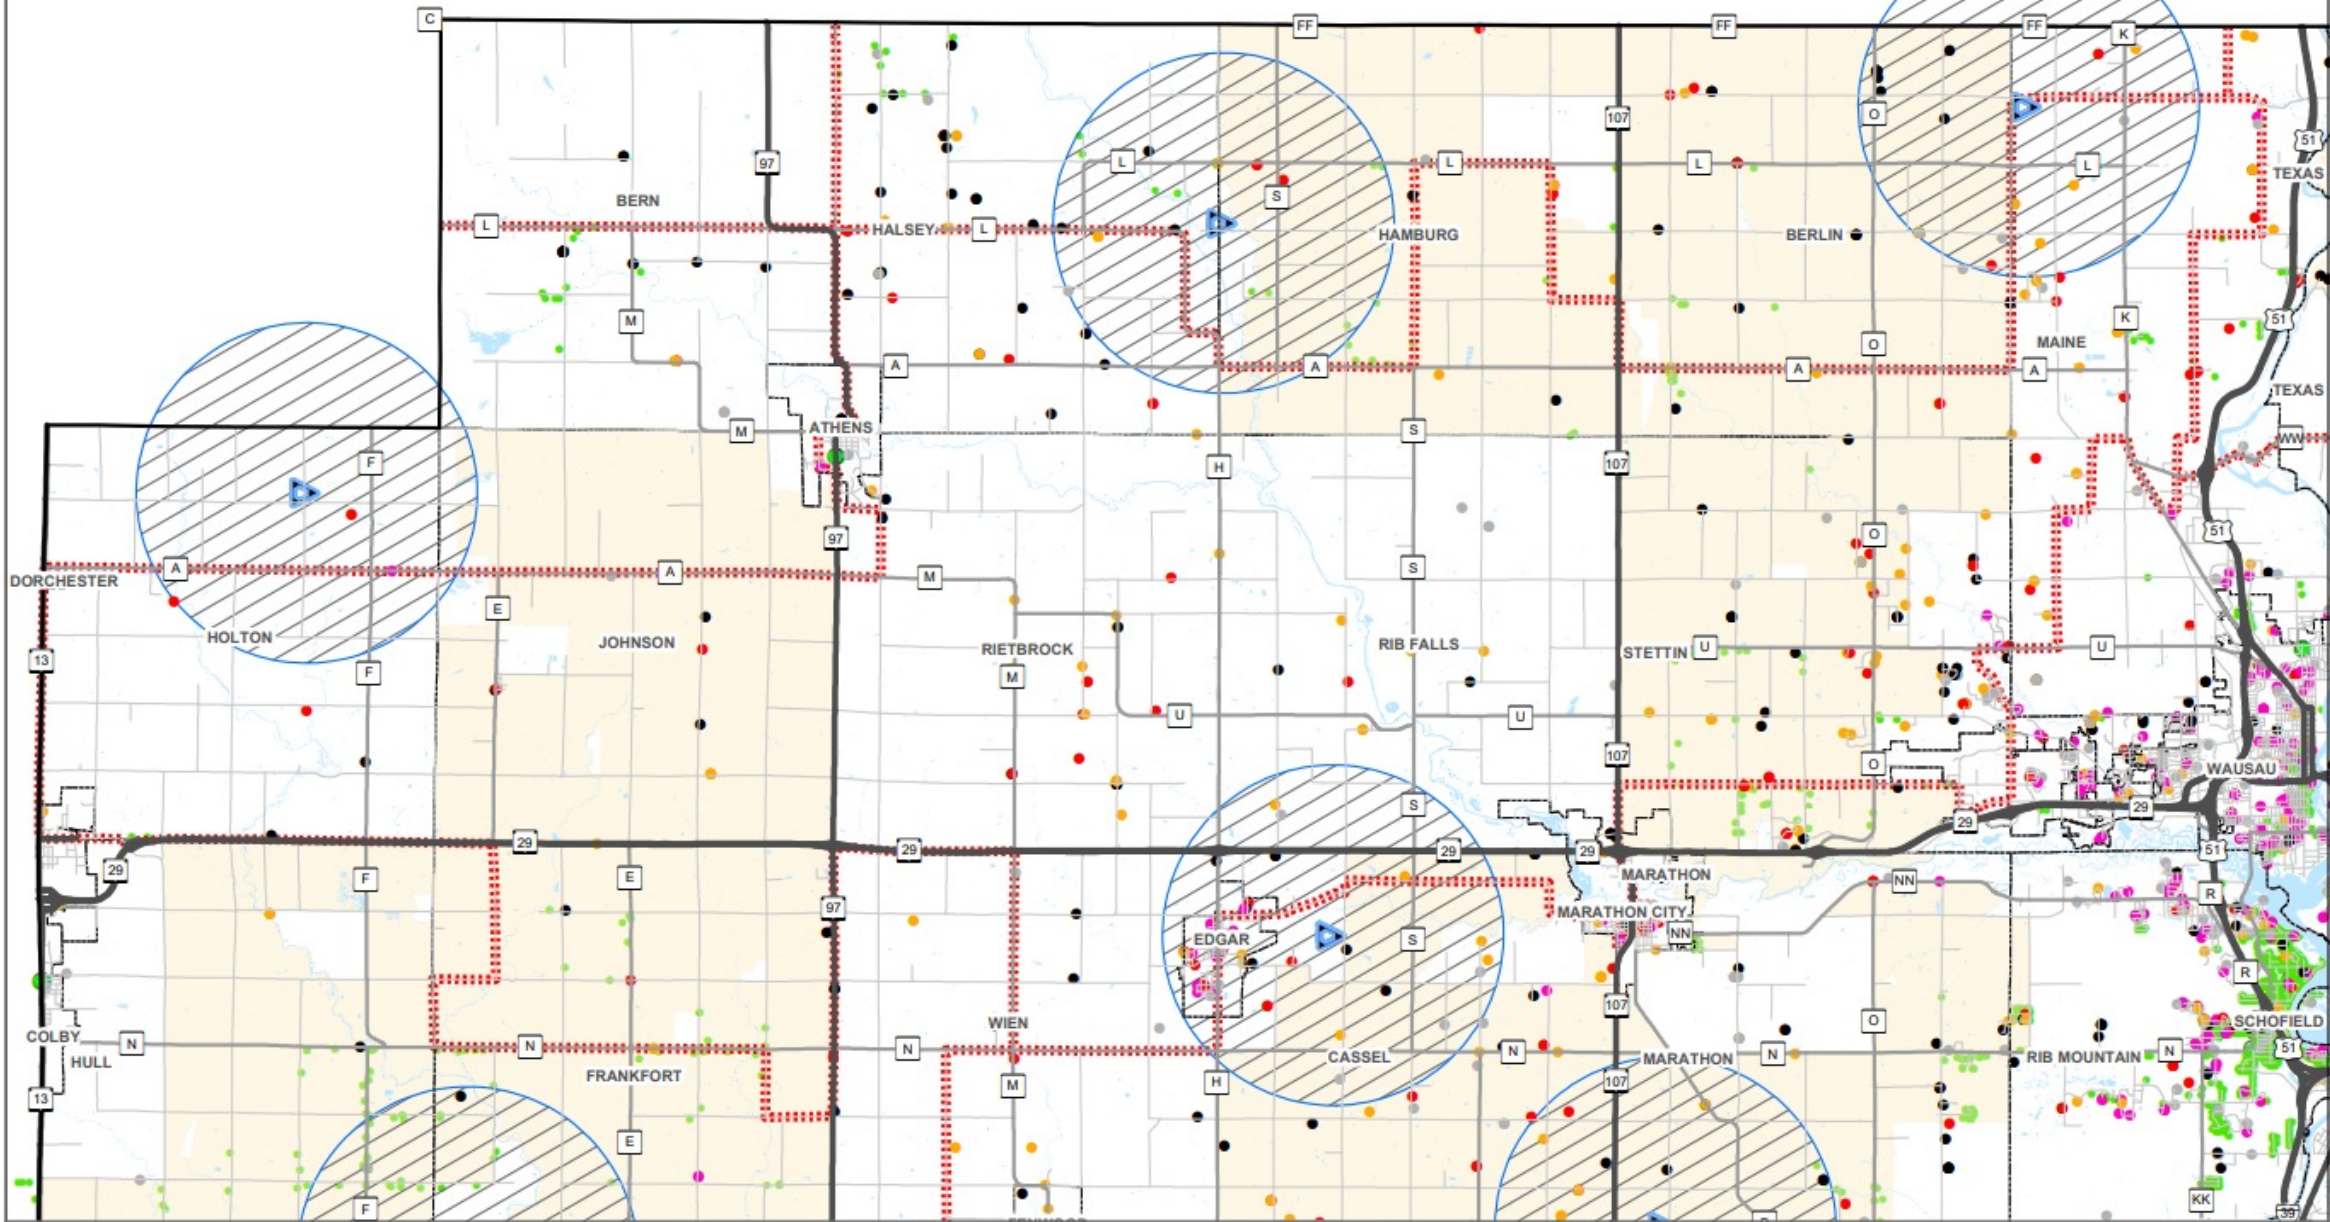 C
FF
FF
FF
K
107
O
51
97
L
L
L
L
TEXAS
S
BERN
L
HALSEY
L
HAMBURG
BERLIN
M
K
51
O
MAINE
A
A
A
A
TEXAS
M
ATHENS
S
WW
F
H
107
97
O
51
A
A
M
S
DORCHESTER
E
HOLTON
JOHNSON
RIETBROCK
RIB FALLS
STETTIN
U
U
13
F
M
U
U
107
O
WAUSAU
S
29
29
29
29
29
29
29
51
F
E
MARATHON
NN
R
97
MARATHON CITY
EDGAR
S
NN
R
107
WIEN
O
SCHOFIELD
COLBY
N
N
N
N
N
N
51
HULL
CASSEL
MARATHON
RIB MOUNTAIN
FRANKFORT
M
H
107
13
E
F
KK
39